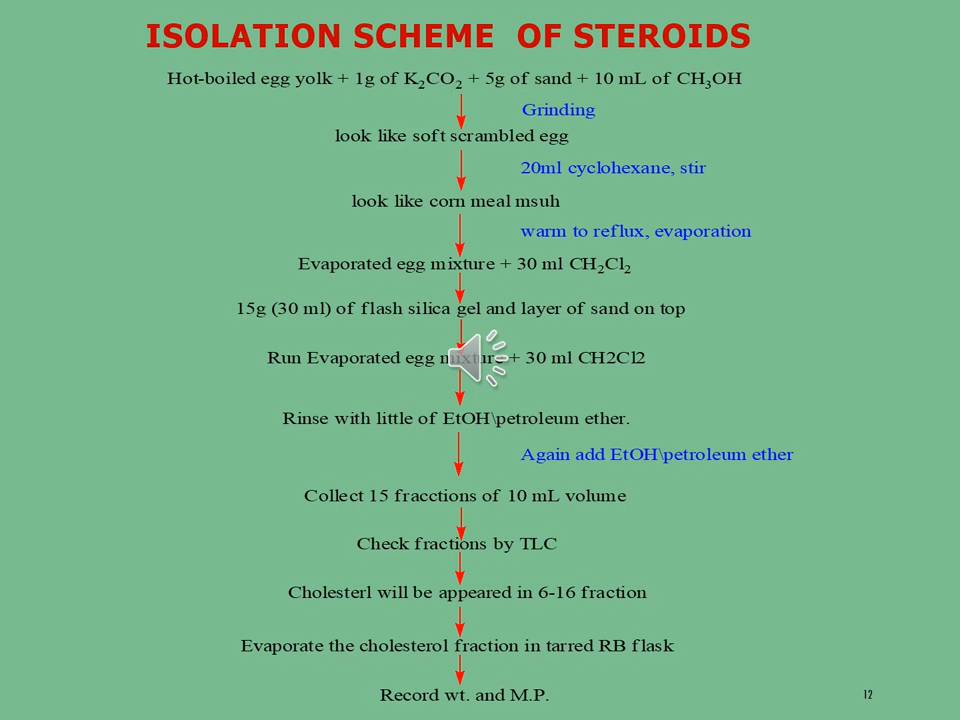 ISOLATION SCHEME OF STEROIDS
Hot-boiled egg yolk + 1g of K₂CO₂ + 5g of sand + 10 mL of CH₃OH
Grinding
look like soft scrambled egg
20ml cyclohexane, stir
look like corn meal msuh
warm to reflux, evaporation
Evaporated egg mixture + 30 ml CH₂Cl₂
15g (30 ml) of flash silica gel and layer of sand on top
Run Evaporated egg mixture + 30 ml CH2Cl2
Rinse with little of EtOH\petroleum ether.
Again add EtOH\petroleum ether
Collect 15 fracctions of 10 mL volume
Check fractions by TLC
Cholesterl will be appeared in 6-16 fraction
Evaporate the cholesterol fraction in tarred RB flask
Record wt. and M.P.
12